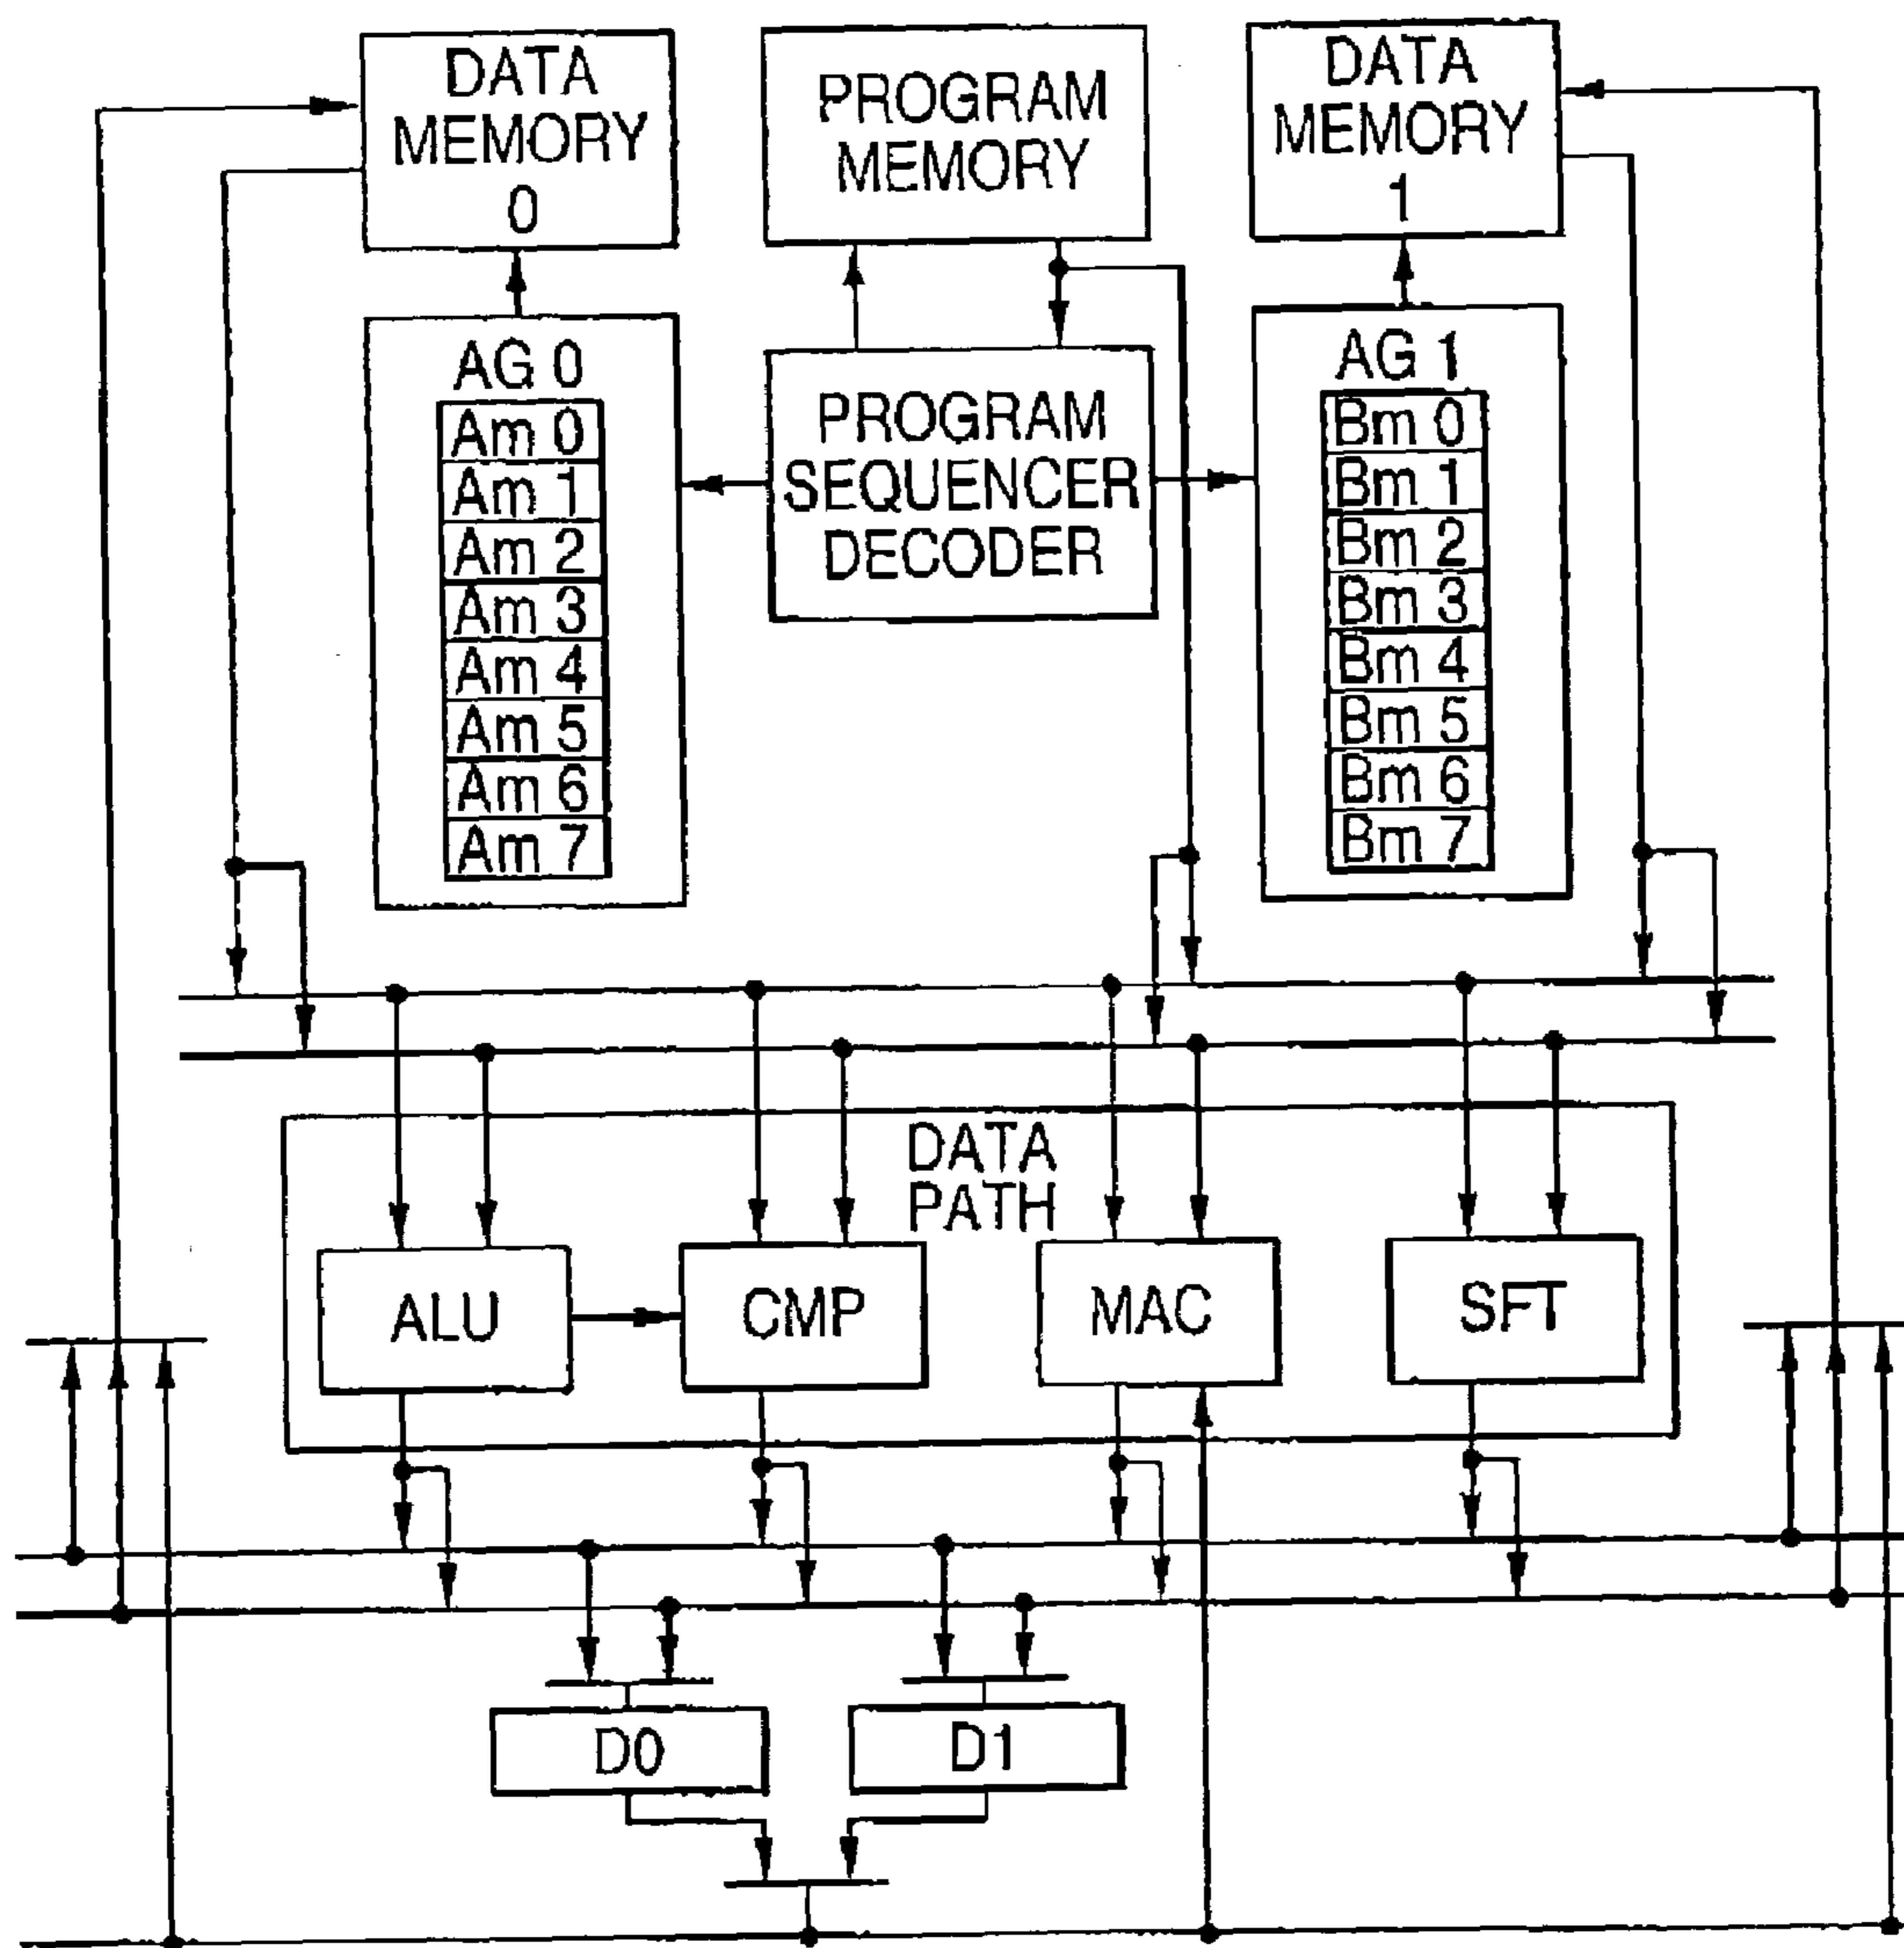 DATA
MEMORY
0
PROGRAM
MEMORY
DATA
MEMORY
1
AG 0
Am 0
Am 1
Am 2
Am 3
Am 4
Am 5
Am 6
Am 7
PROGRAM
SEQUENCER
DECODER
AG 1
Bm 0
Bm 1
Bm 2
Bm 3
Bm 4
Bm 5
Bm 6
Bm 7
DATA
PATH
ALU
CMP
MAC
SFT
D0
D1